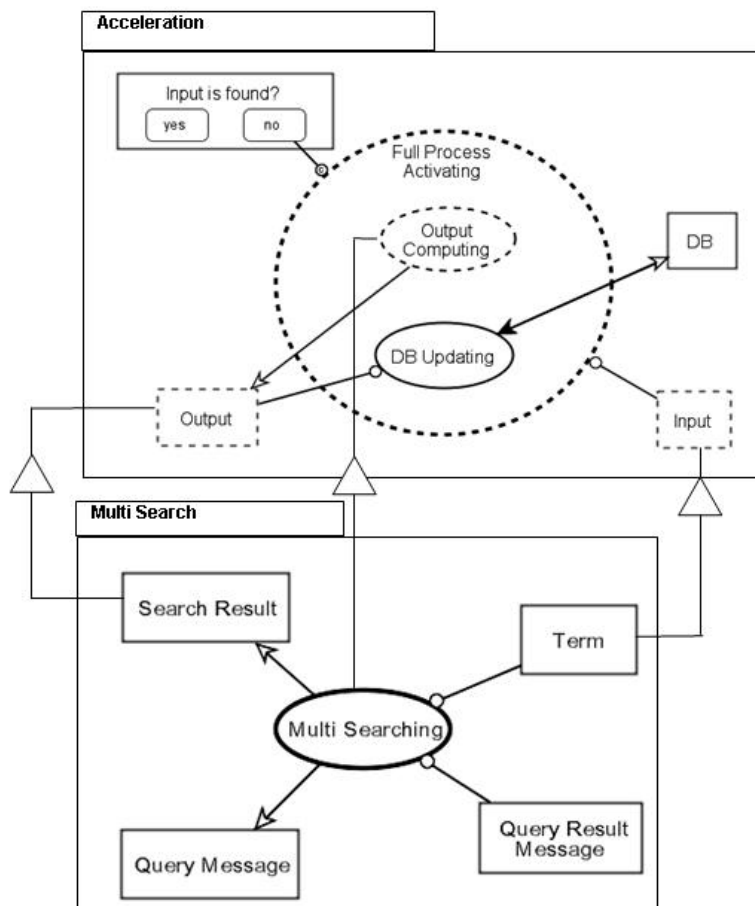 Acceleration
Input is found?
yes
no
Full Process
Activating
Output
Computing
DB
DB Updating
Output
Input
Multi Search
Search Result
Term
Multi Searching
Query Message
Query Result
Message